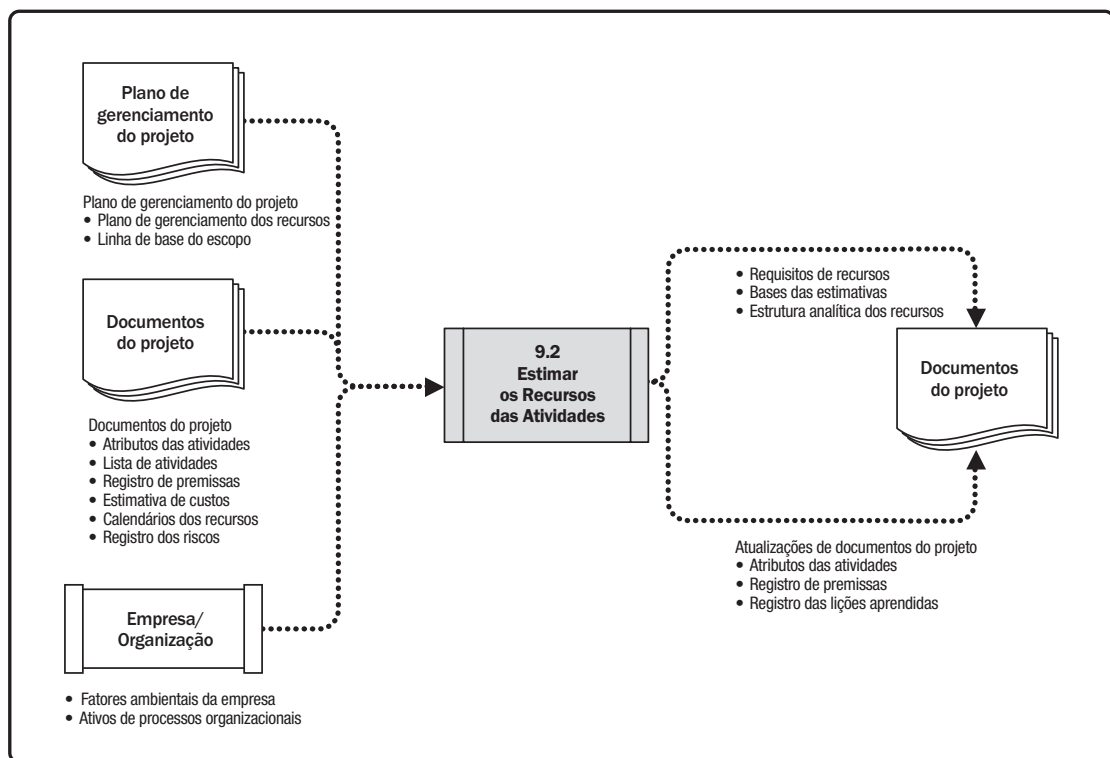 Plano de
gerenciamento
do projeto
Plano de gerenciamento do projeto
• Plano de gerenciamento dos recursos
• Linha de base do escopo
Documentos
do projeto
Documentos do projeto
• Atributos das atividades
• Lista de atividades
• Registro de premissas
• Estimativa de custos
• Calendários dos recursos
• Registro dos riscos
Empresa/
Organização
• Fatores ambientais da empresa
• Ativos de processos organizacionais
9.2
Estimar
os Recursos
das Atividades
• Requisitos de recursos
• Bases das estimativas
• Estrutura analítica dos recursos
Documentos
do projeto
Atualizações de documentos do projeto
• Atributos das atividades
• Registro de premissas
• Registro das lições aprendidas